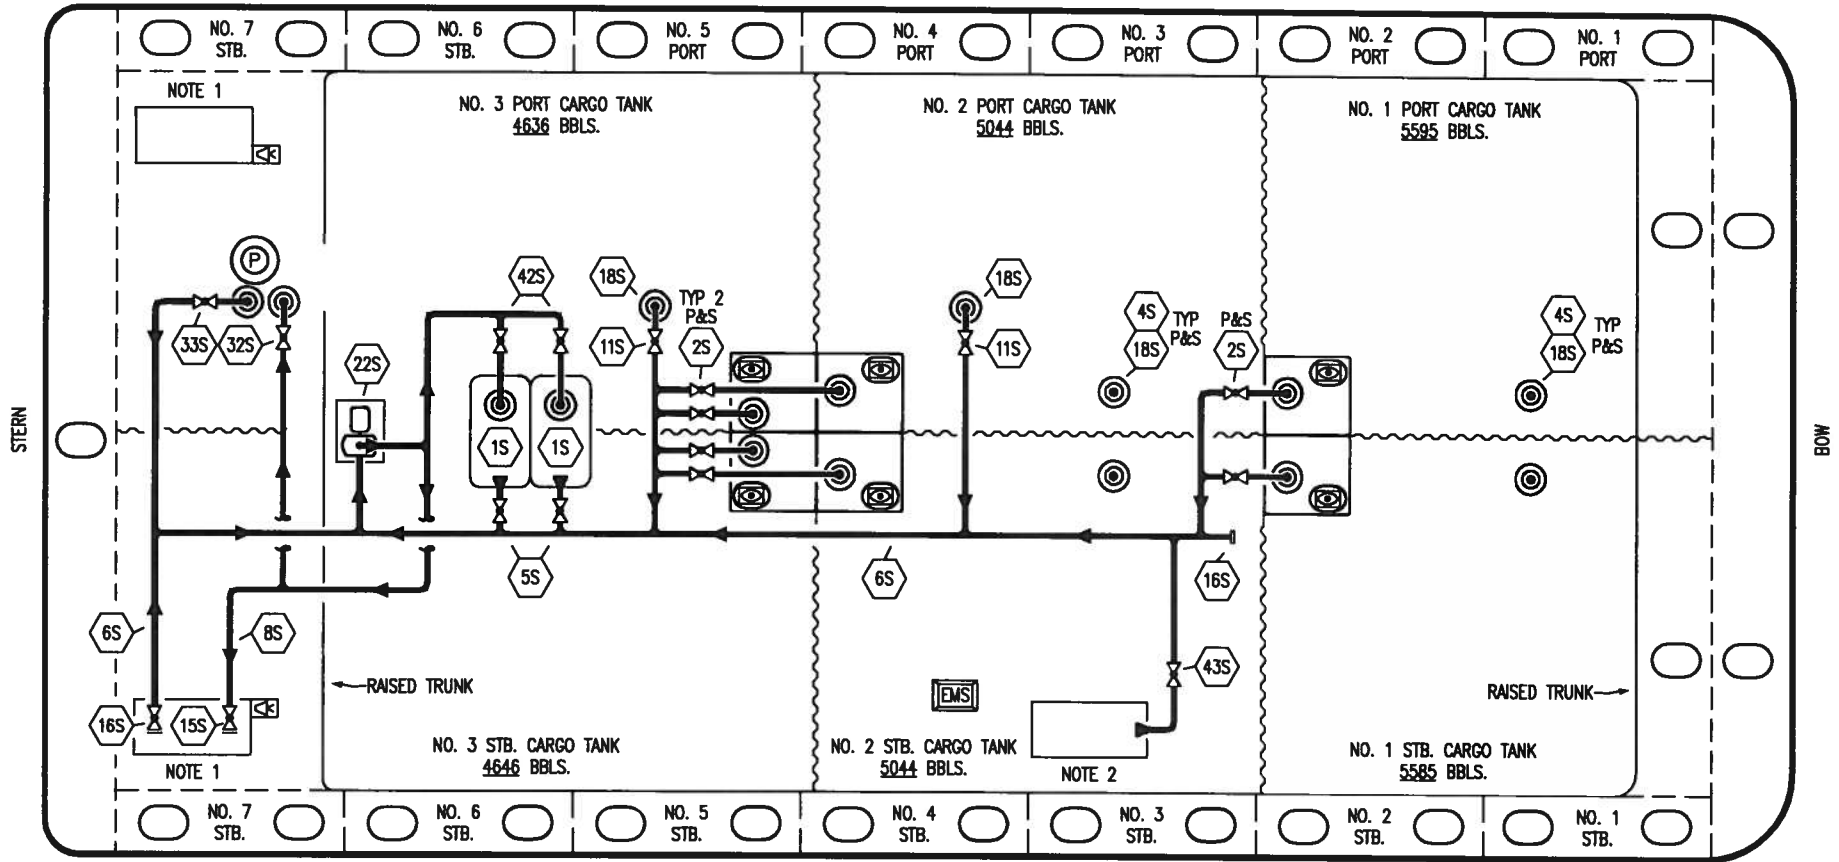 NO. 7
STB.
NO. 6
STB.
NO. 5
PORT
NO. 4
PORT
NO. 3
PORT
NO. 2
PORT
NO. 1
PORT
NOTE 1
NO. 3 PORT CARGO TANK
4636 BBLS.
NO. 2 PORT CARGO TANK
5044 BBLS.
NO. 1 PORT CARGO TANK
5595 BBLS.
P
33S
32S
22S
42S
18S
TYP 2
P&S
11S
2S
18S
11S
4S
18S
TYP
P&S
P&S
2S
4S
18S
TYP
P&S
STERN
BOW
1S
1S
5S
6S
16S
6S
8S
43S
RAISED TRUNK
EMS
RAISED TRUNK
16S
15S
NOTE 1
NO. 3 STB. CARGO TANK
4646 BBLS.
NO. 2 STB. CARGO TANK
5044 BBLS.
NOTE 2
NO. 1 STB. CARGO TANK
5585 BBLS.
NO. 7
STB.
NO. 6
STB.
NO. 5
STB.
NO. 4
STB.
NO. 3
STB.
NO. 2
STB.
NO. 1
STB.